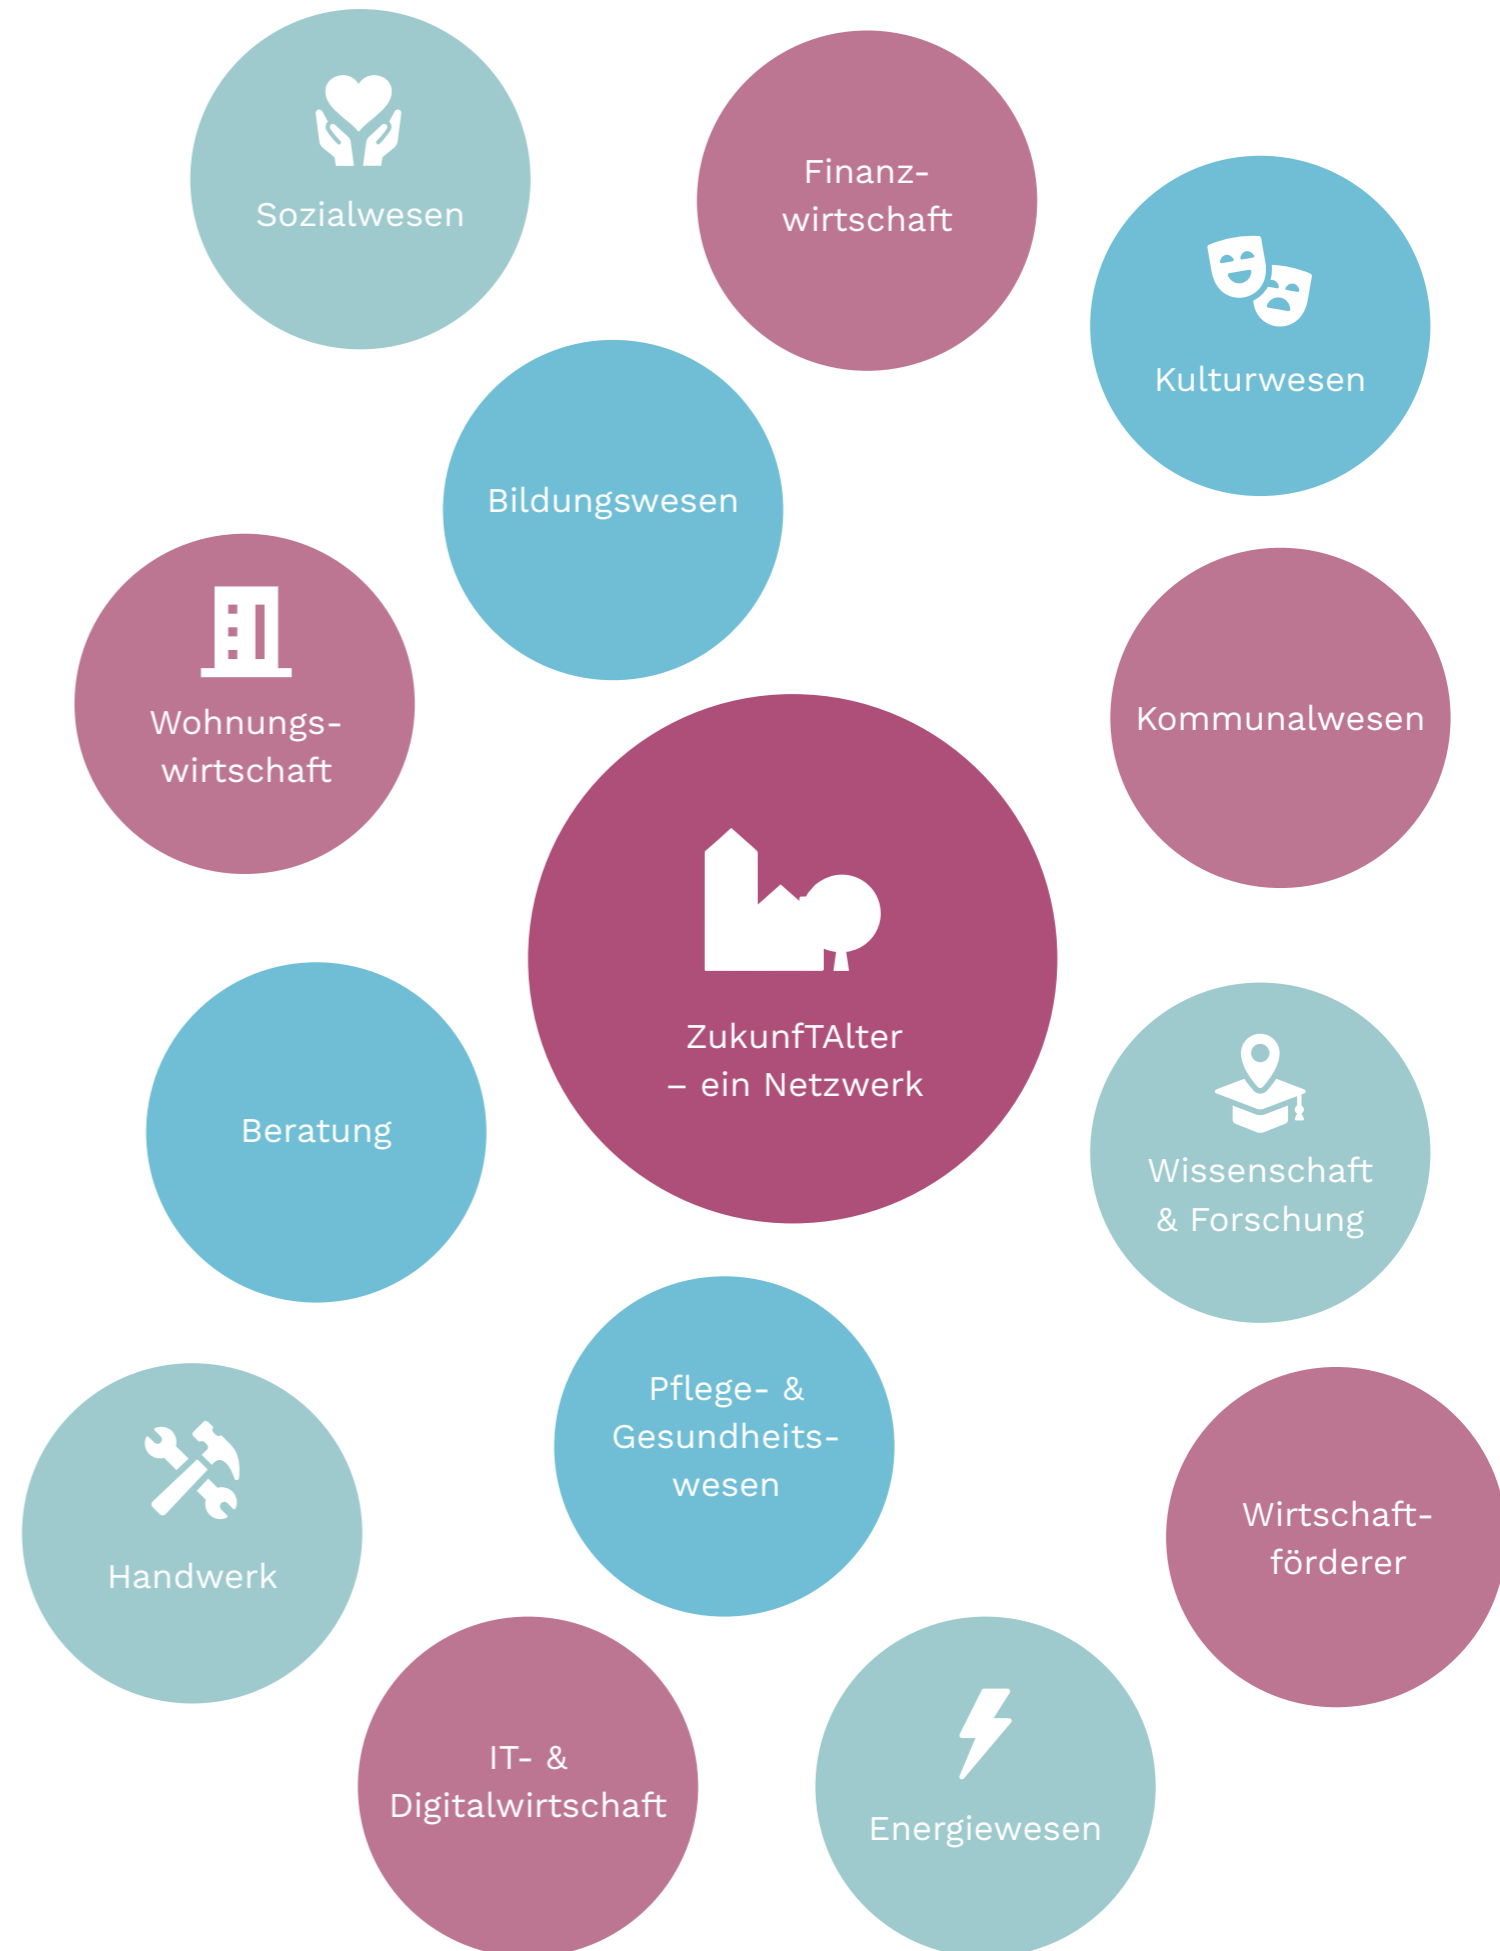 Sozialwesen
Finanz-
wirtschaft
Kulturwesen
Bildungswesen
Wohnungs-
wirtschaft
Kommunalwesen
ZukunfTAlter
– ein Netzwerk
Beratung
Wissenschaft
& Forschung
Pflege- &
Gesundheits-
wesen
Handwerk
Wirtschaft-
förderer
IT- &
Digitalwirtschaft
Energiewesen